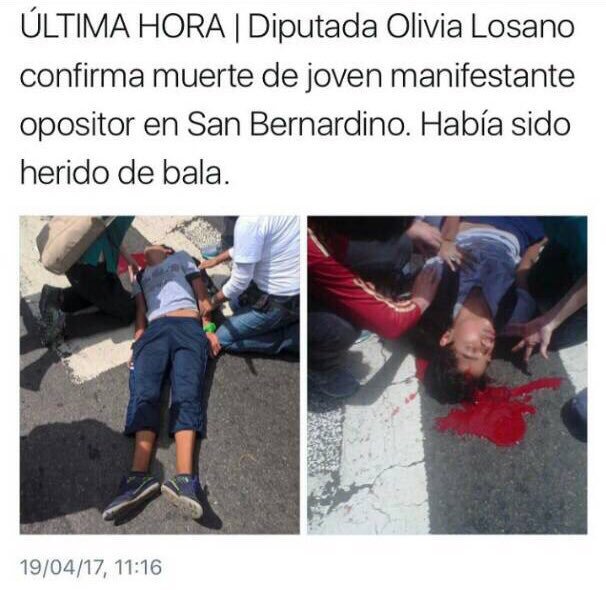 ÚLTIMA HORA | Diputada Olivia Losano
confirma muerte de joven manifestante
opositor en San Bernardino. Había sido
herido de bala.
19/04/17, 11:16